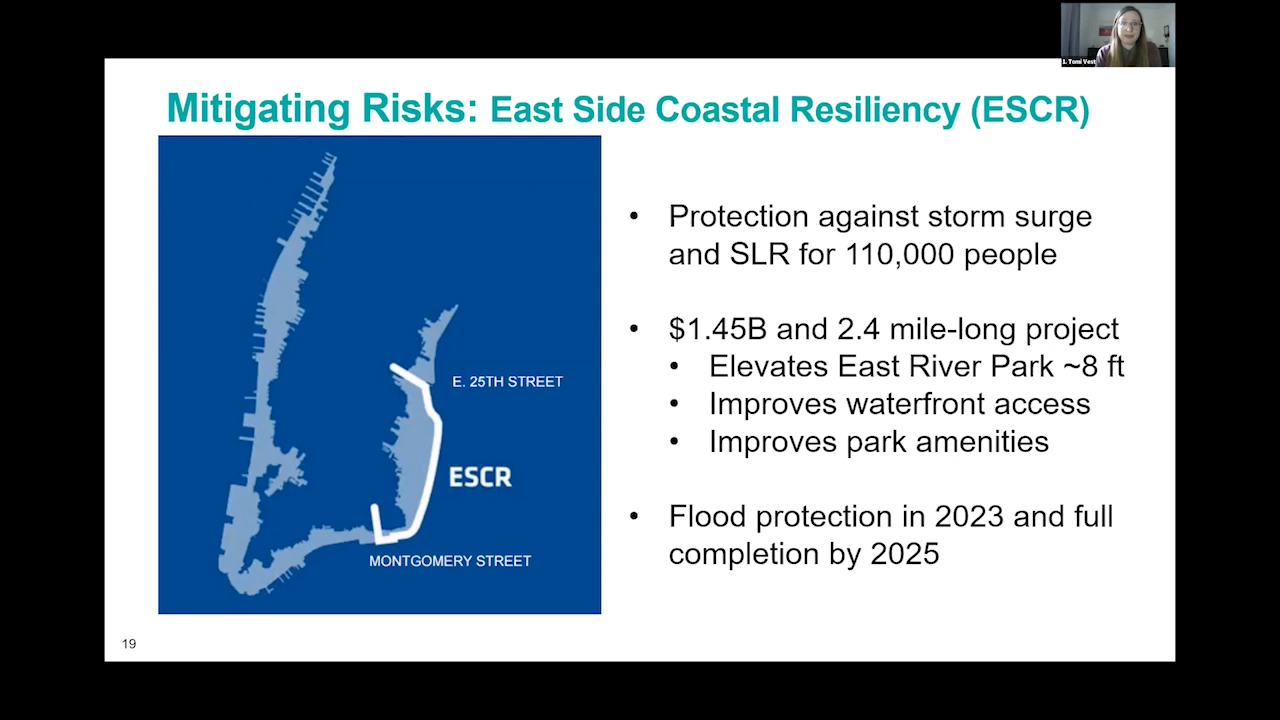 1. Tomi Vest
Mitigating Risks: East Side Coastal Resiliency (ESCR)
E. 25TH STREET
ESCR
MONTGOMERY STREET
• Protection against storm surge
and SLR for 110,000 people
• $1.45B and 2.4 mile-long project
• Elevates East River Park ~8 ft
• Improves waterfront access
• Improves park amenities
• Flood protection in 2023 and full
completion by 2025
19